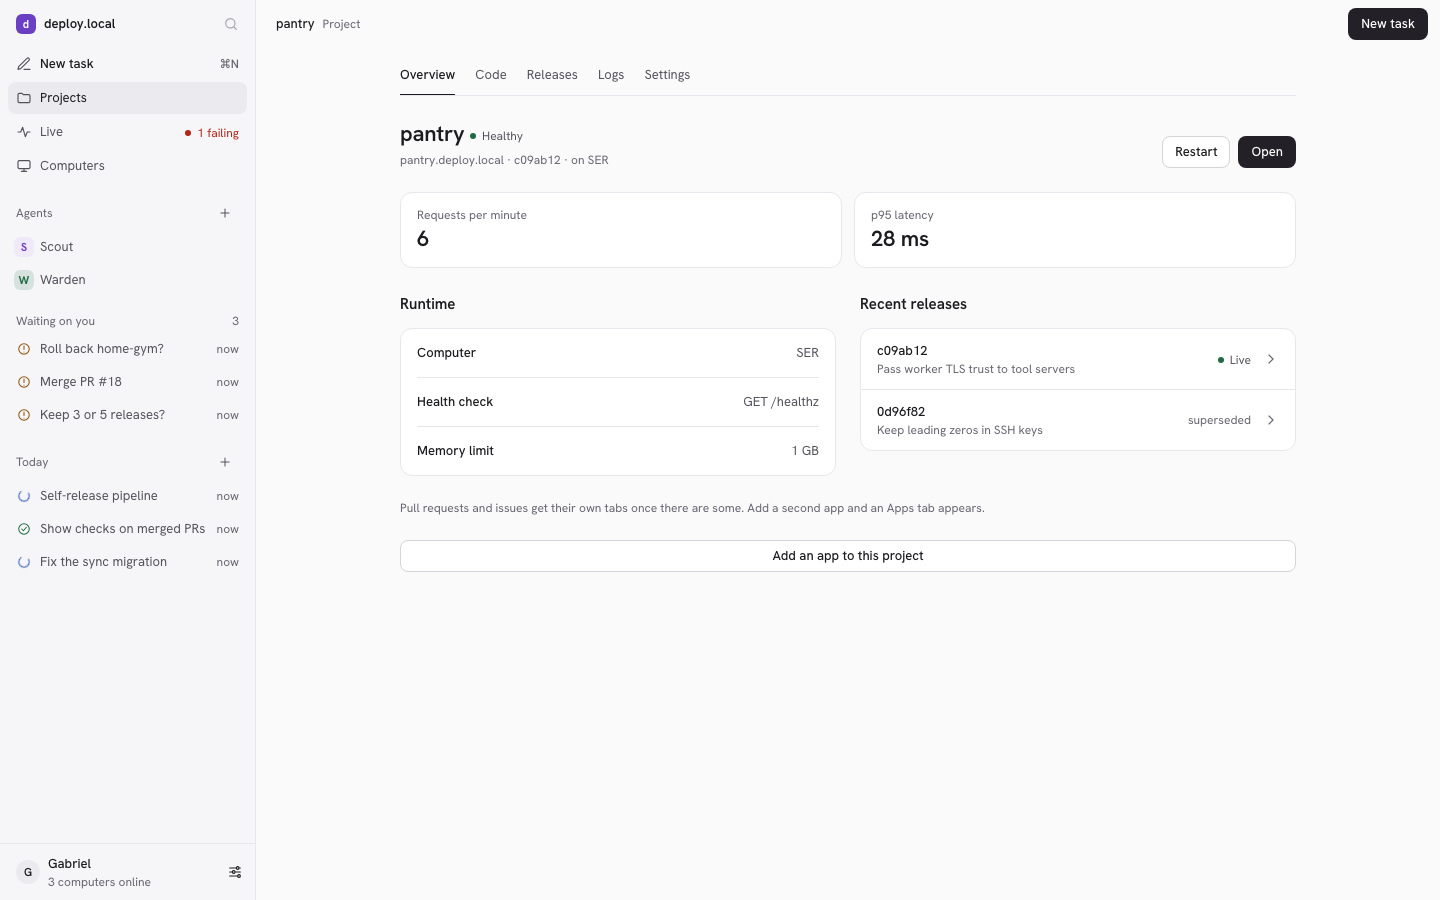 d deploy.local
New task ⌘N
Projects
Live 1 failing
Computers
Agents
S Scout
W Warden
Waiting on you 3
Roll back home-gym? now
Merge PR #18 now
Keep 3 or 5 releases? now
Today
Self-release pipeline now
Show checks on merged PRs now
Fix the sync migration now
G Gabriel
3 computers online
pantry Project
New task
Overview Code Releases Logs Settings
pantry Healthy
pantry.deploy.local · c09ab12 · on SER
Restart Open
Requests per minute
6
p95 latency
28 ms
Runtime
Computer SER
Health check GET /healthz
Memory limit 1 GB
Recent releases
c09ab12
Pass worker TLS trust to tool servers
Live
0d96f82
Keep leading zeros in SSH keys
superseded
Pull requests and issues get their own tabs once there are some. Add a second app and an Apps tab appears.
Add an app to this project